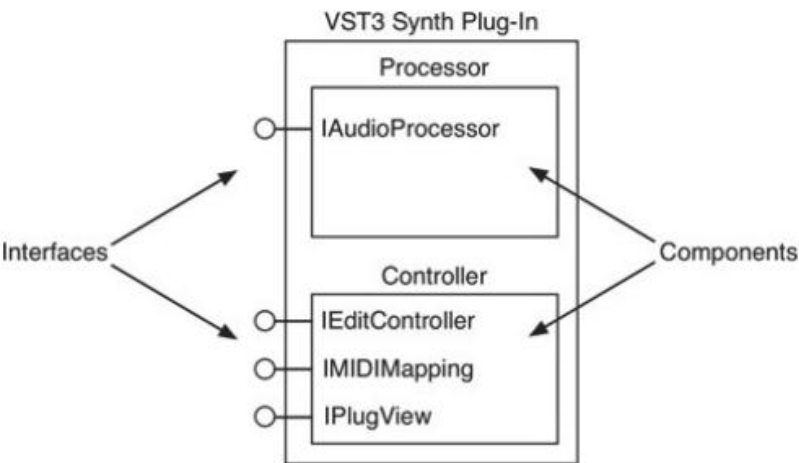 VST3 Synth Plug-In
Processor
IAudioProcessor
Interfaces
Components
Controller
IEditController
IMIDIMapping
IPlugView